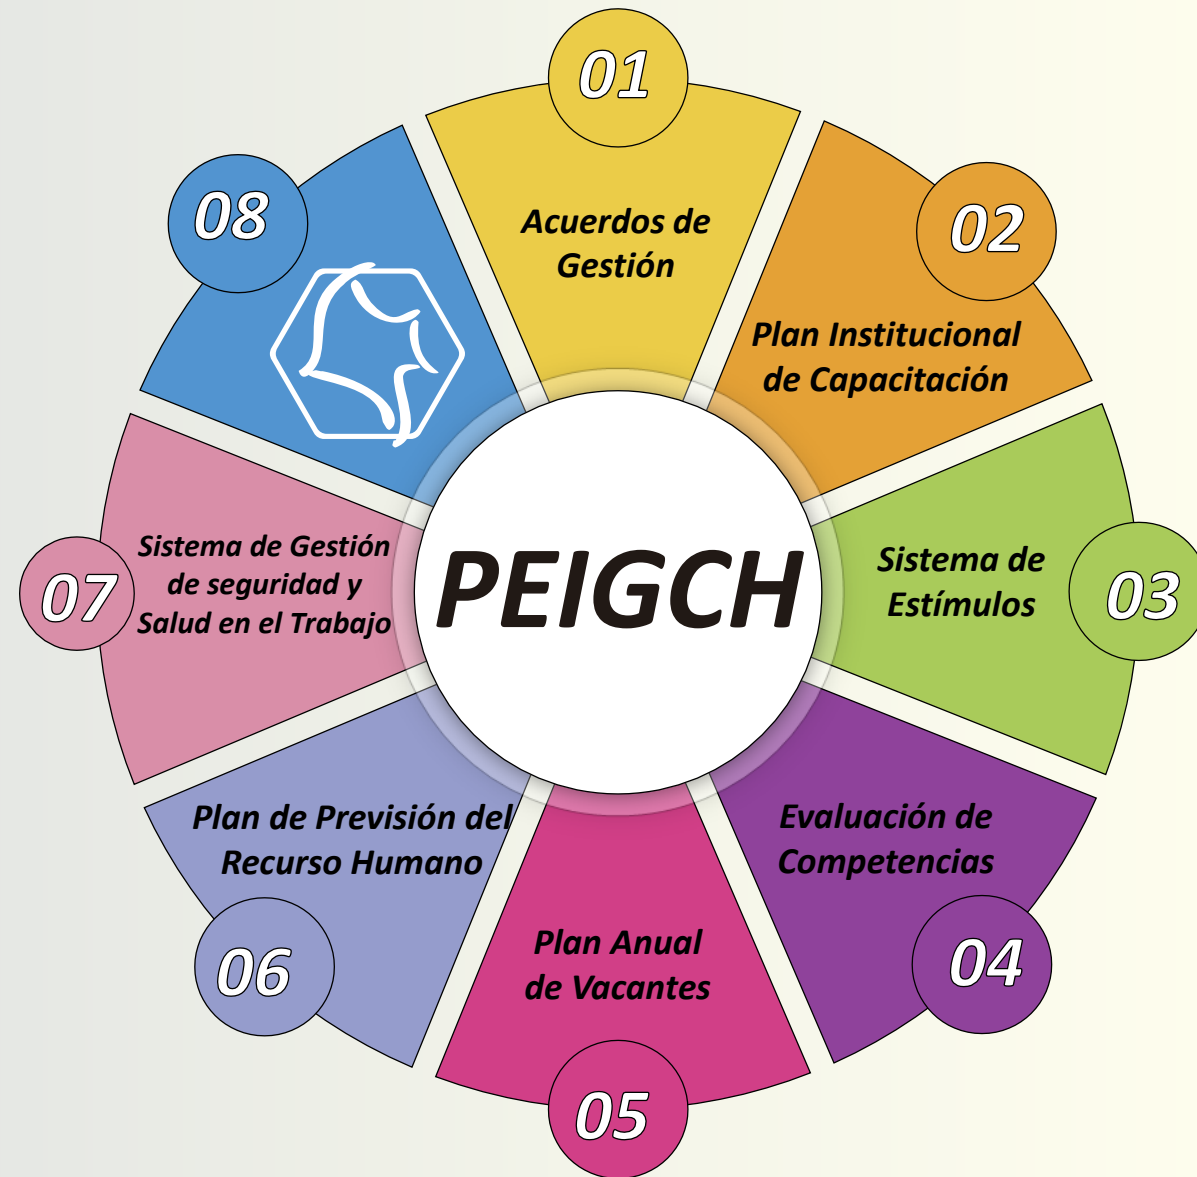 01
Acuerdos de
Gestión
02
Plan Institucional
de Capacitación
03
Sistema de
Estímulos
04
Evaluación de
Competencias
05
Plan Anual
de Vacantes
06
Plan de Previsión del
Recurso Humano
07
Sistema de Gestión
de seguridad y
Salud en el Trabajo
08
PEIGCH